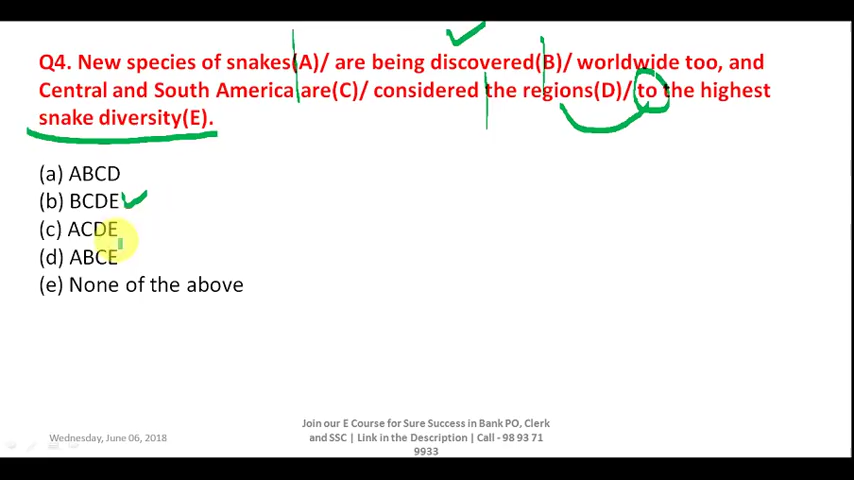 Q4. New species of snakes(A)/ are being discovered(B)/ worldwide too, and
Central and South America are(C)/ considered the regions(D)/ to the highest
snake diversity(E).
(a) ABCD
(b) BCDE
(c) ACDE
(d) ABCE
(e) None of the above
Wednesday, June 06, 2018
Join our E Course for Sure Success in Bank PO, Clerk
and SSC | Link in the Description | Call - 98 93 71
9933